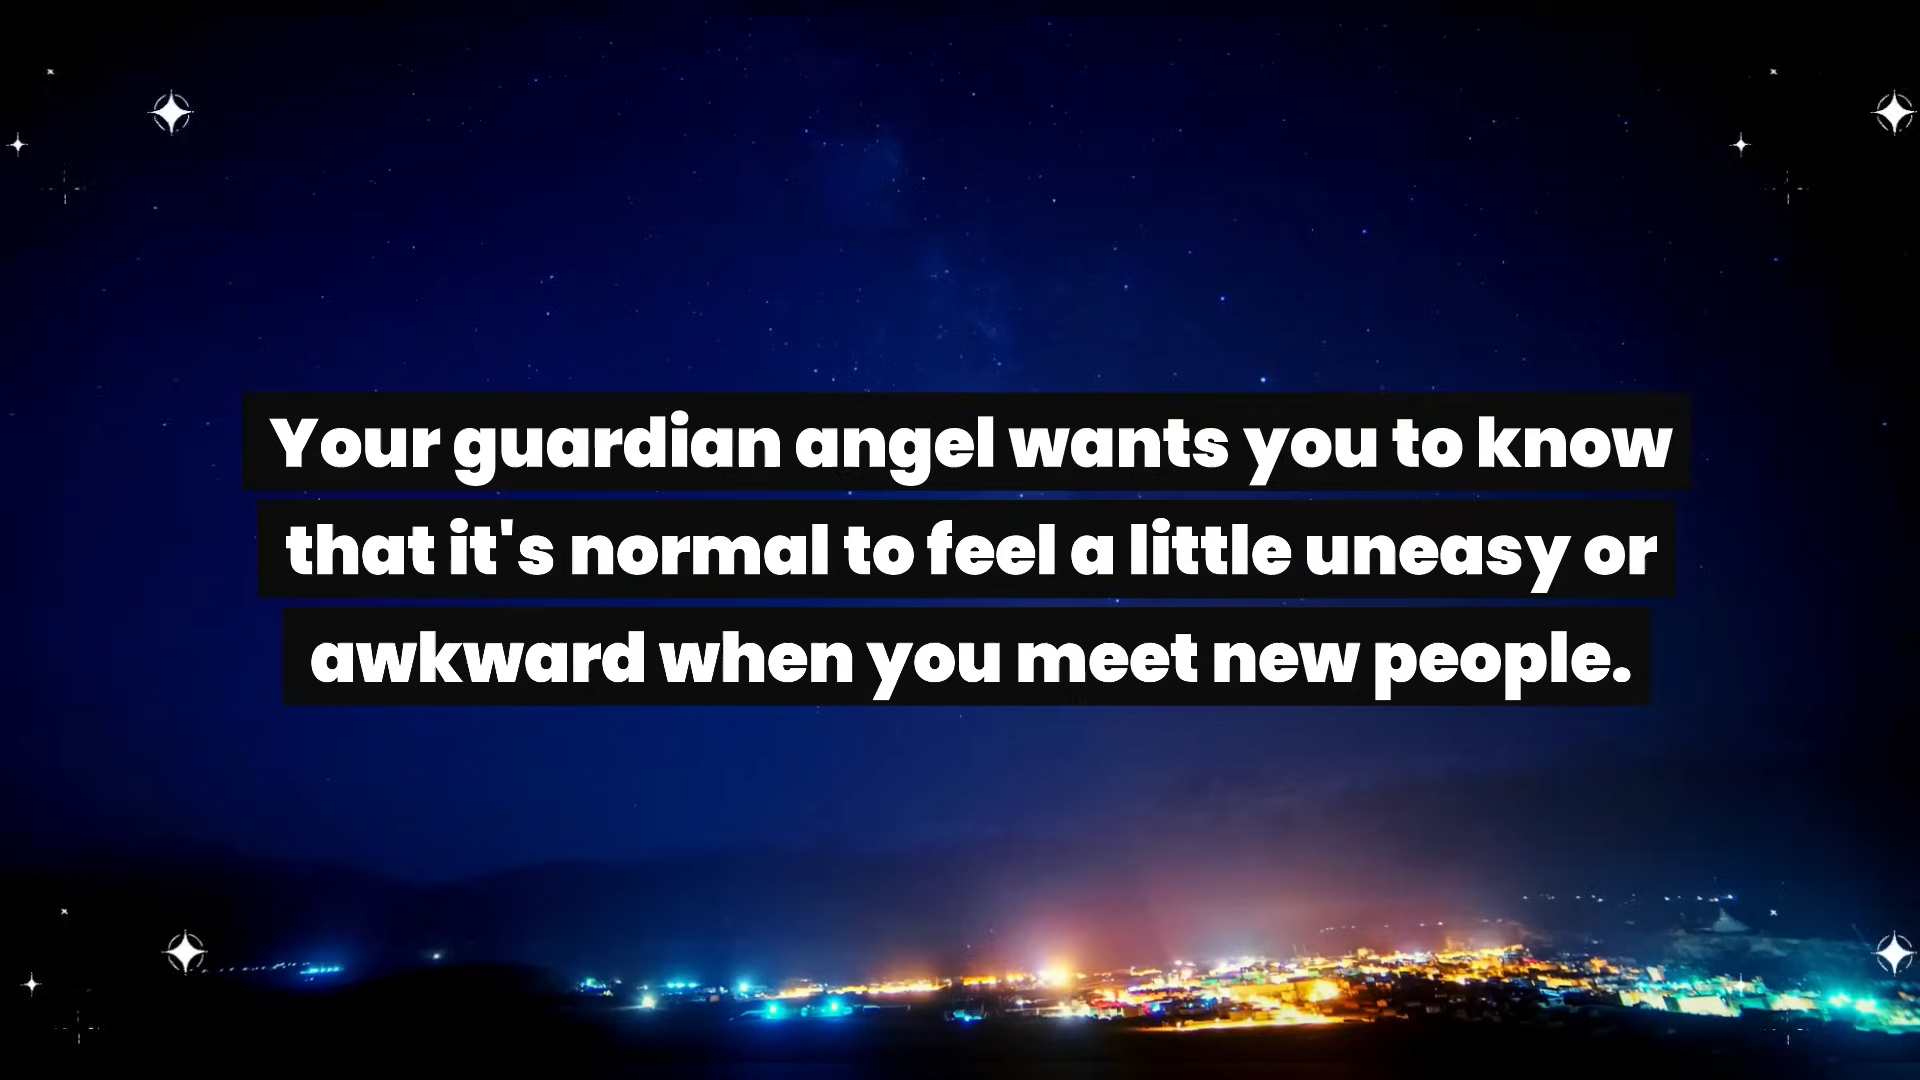 Your guardian angel wants you to know
that it's normal to feel a little uneasy or
awkward when you meet new people.